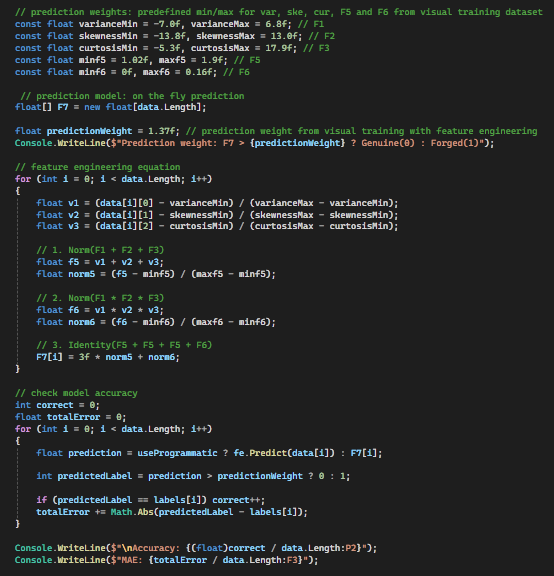 // prediction weights: predefined min/max for var, ske, cur, F5 and F6 from visual training dataset
const float varianceMin = -7.0f, varianceMax = 6.8f; // F1
const float skewnessMin = -13.8f, skewnessMax = 13.0f; // F2
const float curtosisMin = -5.3f, curtosisMax = 17.9f; // F3
const float minf5 = 1.02f, maxf5 = 1.9f; // F5
const float minf6 = 0f, maxf6 = 0.16f; // F6
// prediction model: on the fly prediction
float[] F7 = new float[data.Length];
float predictionWeight = 1.37f; // prediction weight from visual training with feature engineering
Console.WriteLine($"Prediction weight: F7 > {predictionWeight} ? Genuine(0) : Forged(1)");
// feature engineering equation
for (int i = 0; i < data.Length; i++)
{
float v1 = (data[i][0] - varianceMin) / (varianceMax - varianceMin);
float v2 = (data[i][1] - skewnessMin) / (skewnessMax - skewnessMin);
float v3 = (data[i][2] - curtosisMin) / (curtosisMax - curtosisMin);
// 1. Norm(F1 + F2 + F3)
float f5 = v1 + v2 + v3;
float norm5 = (f5 - minf5) / (maxf5 - minf5);
// 2. Norm(F1 * F2 * F3)
float f6 = v1 * v2 * v3;
float norm6 = (f6 - minf6) / (maxf6 - minf6);
// 3. Identity(F5 + F5 + F5 + F6)
F7[i] = 3f * norm5 + norm6;
}
// check model accuracy
int correct = 0;
float totalError = 0;
for (int i = 0; i < data.Length; i++)
{
float prediction = useProgrammatic ? fe.Predict(data[i]) : F7[i];
int predictedLabel = prediction > predictionWeight ? 0 : 1;
if (predictedLabel == labels[i]) correct++;
totalError += Math.Abs(predictedLabel - labels[i]);
}
Console.WriteLine($"\nAccuracy: {(float)correct / data.Length:P2}");
Console.WriteLine($"MAE: {totalError / data.Length:F3}");